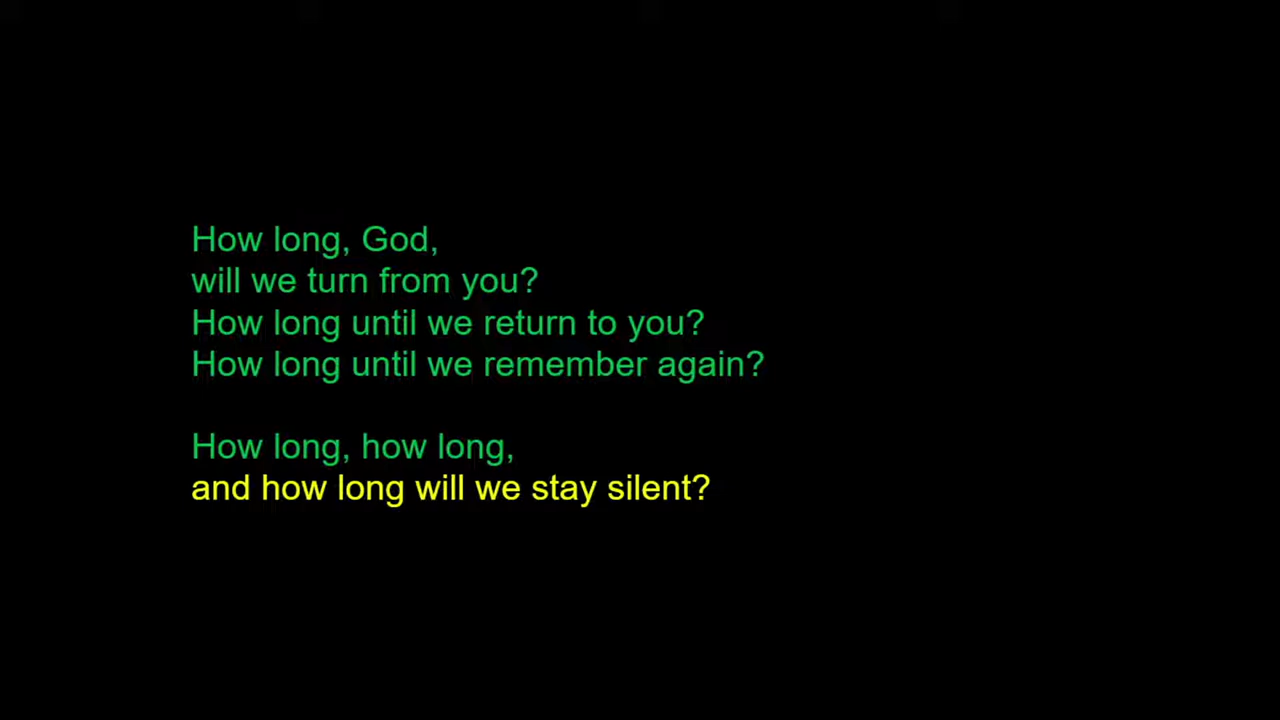 How long, God,
will we turn from you?
How long until we return to you?
How long until we remember again?
How long, how long,
and how long will we stay silent?